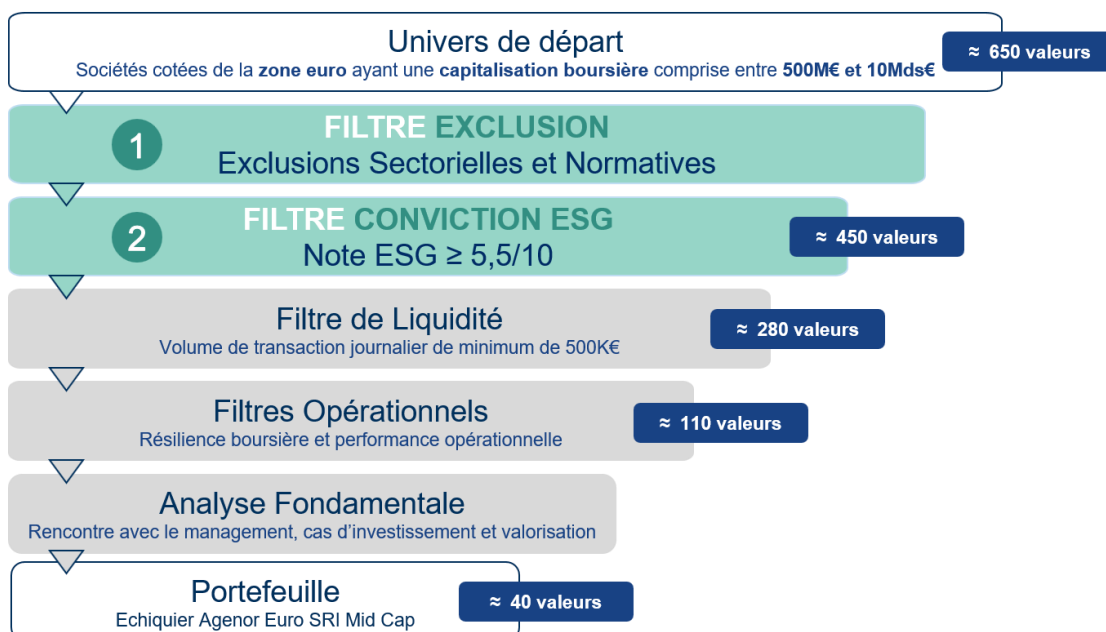 Univers de départ
Sociétés cotées de la zone euro ayant une capitalisation boursière comprise entre 500M€ et 10Mds€
≈ 650 valeurs
1
FILTRE EXCLUSION
Exclusions Sectorielles et Normatives
2
FILTRE CONVICTION ESG
Note ESG ≥ 5,5/10
≈ 450 valeurs
Filtre de Liquidité
Volume de transaction journalier de minimum de 500K€
≈ 280 valeurs
Filtres Opérationnels
Résilience boursière et performance opérationnelle
≈ 110 valeurs
Analyse Fondamentale
Rencontre avec le management, cas d’investissement et valorisation
Portefeuille
Echiquier Agenor Euro SRI Mid Cap
≈ 40 valeurs